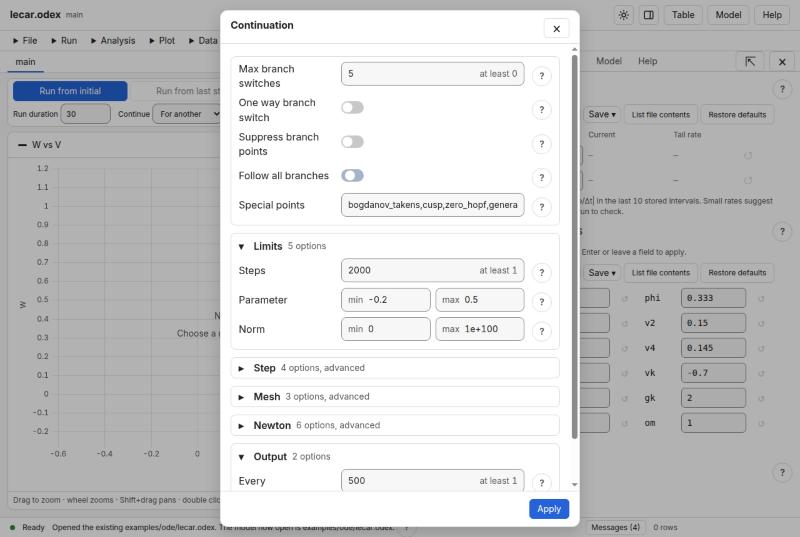 lecar.odex main
Table Model Help
File Run Analysis Plot Data
main
Model Help
Run from initial Run from last st
Run duration 30 Continue For another
Save ▾ List file contents Restore defaults
Current Tail rate
W vs V
Continuation
Max branch switches 5 at least 0 ?
One way branch switch ?
Suppress branch points ?
Follow all branches ?
Special points bogdanov_takens,cusp,zero_hopf,genera ?
Limits 5 options
Steps 2000 at least 1 ?
Parameter min -0.2 max 0.5 ?
Norm min 0 max 1e+100 ?
Step 4 options, advanced
Mesh 3 options, advanced
Newton 6 options, advanced
Output 2 options
Every 500 at least 1 ?
Apply
1.2
1.1
1
0.9
0.8
0.7
0.6
0.5
0.4
0.3
0.2
0.1
0
−0.1
−0.2
W
−0.6 −0.4 −0.2 0
Choose a
Δt| in the last 10 stored intervals. Small rates suggest
run to check.
Enter or leave a field to apply.
Save ▾ List file contents Restore defaults
phi 0.333
v2 0.15
v4 0.145
vk -0.7
gk 2
om 1
Drag to zoom · wheel zooms · Shift+drag pans · double clic
Ready Opened the existing examples/ode/lecar.odex. The model now open is examples/ode/lecar.odex. ?
Messages (4) 0 rows